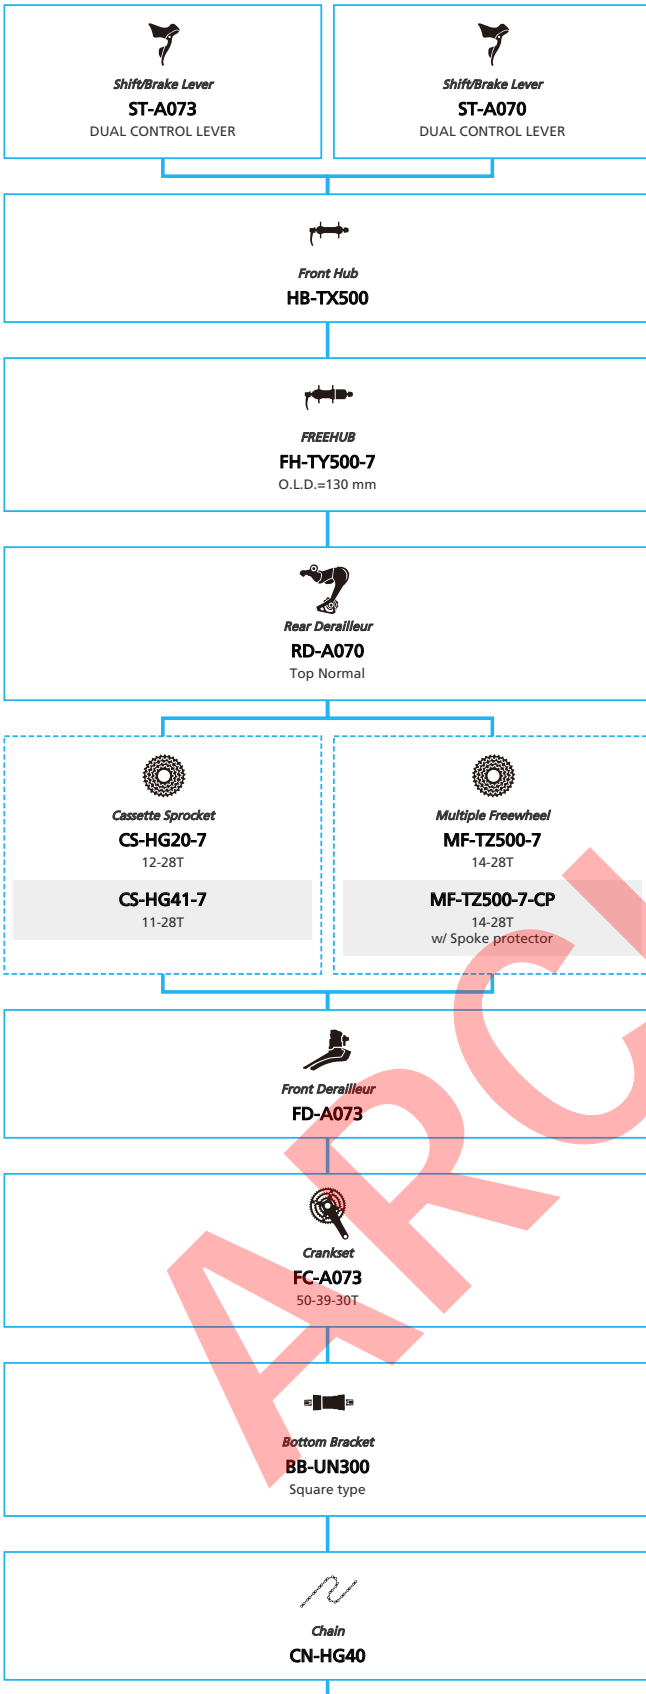 Shift/Brake Lever
ST-A073
DUAL CONTROL LEVER
Shift/Brake Lever
ST-A070
DUAL CONTROL LEVER
Front Hub
HB-TX500
FREEHUB
FH-TY500-7
O.L.D.=130 mm
Rear Derailleur
RD-A070
Top Normal
Cassette Sprocket
CS-HG20-7
12-28T
CS-HG41-7
11-28T
Multiple Freewheel
MF-TZ500-7
14-28T
MF-TZ500-7-CP
14-28T
w/ Spoke protector
Front Derailleur
FD-A073
Crankset
FC-A073
50-39-30T
Bottom Bracket
BB-UN300
Square type
Chain
CN-HG40